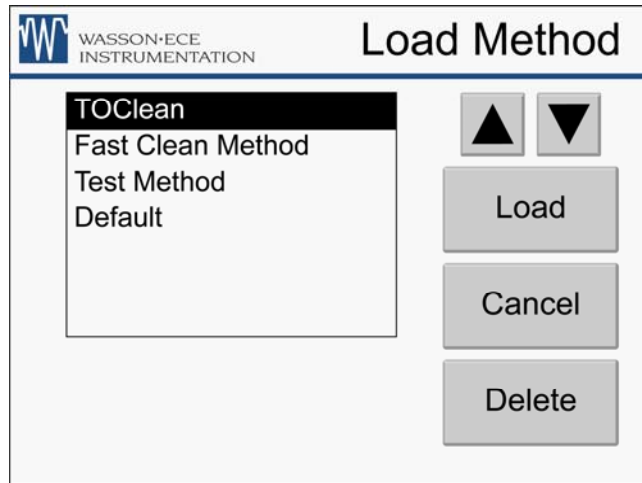 WASSON·ECE
INSTRUMENTATION
Load Method
TOClean
Fast Clean Method
Test Method
Default
Load
Cancel
Delete